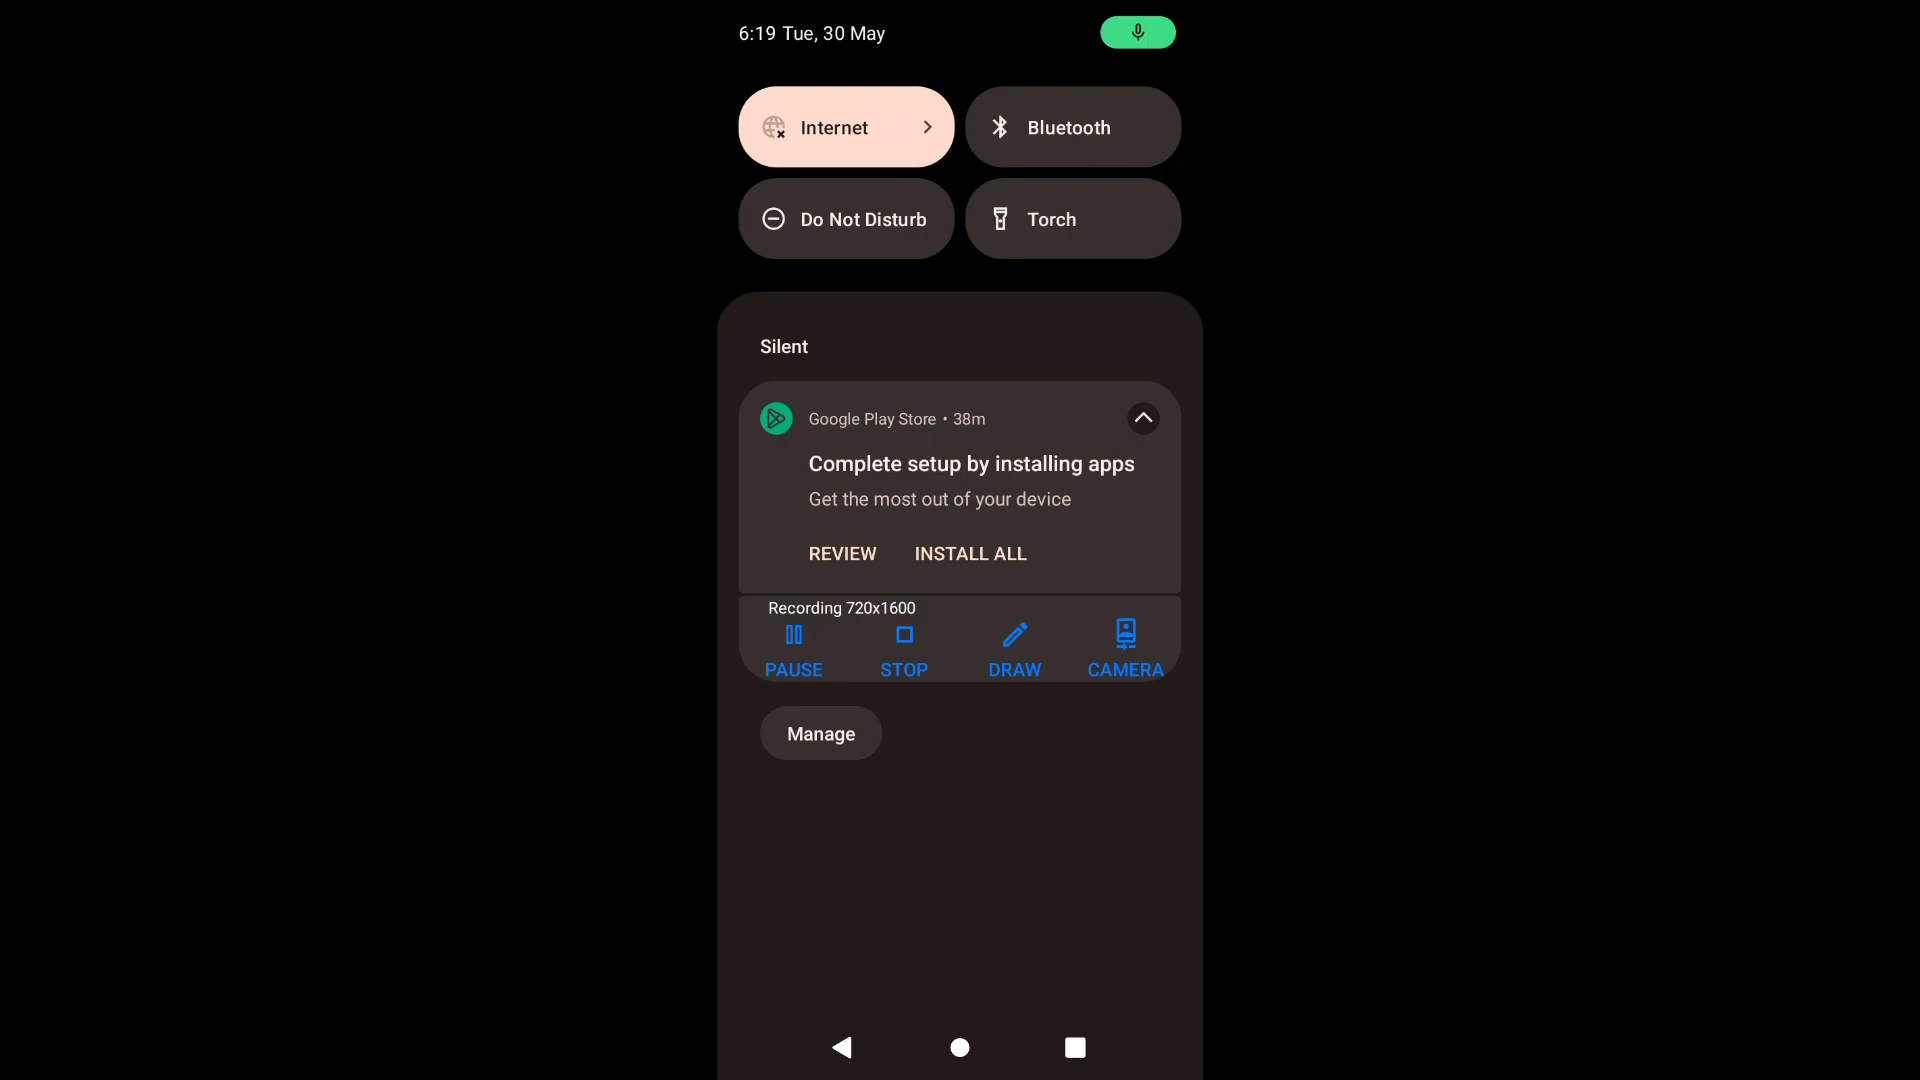 6:19 Tue, 30 May
Internet
Bluetooth
Do Not Disturb
Torch
Silent
Google Play Store • 38m
Complete setup by installing apps
Get the most out of your device
REVIEW INSTALL ALL
Recording 720x1600
PAUSE STOP DRAW CAMERA
Manage